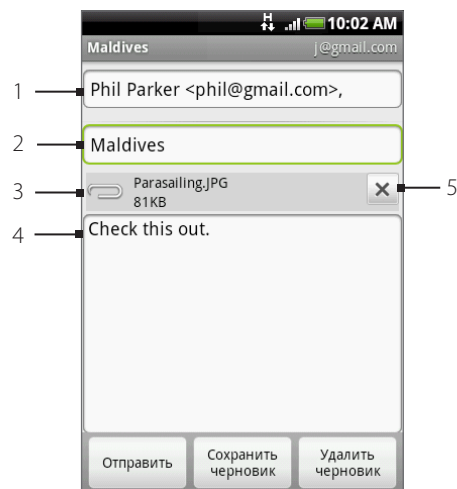 H 10:02 AM
Maldives j@gmail.com
1 Phil Parker <phil@gmail.com>,
2 Maldives
3 Parasailing.JPG 5
81KB
4 Check this out.
Отправить Сохранить черновик Удалить черновик